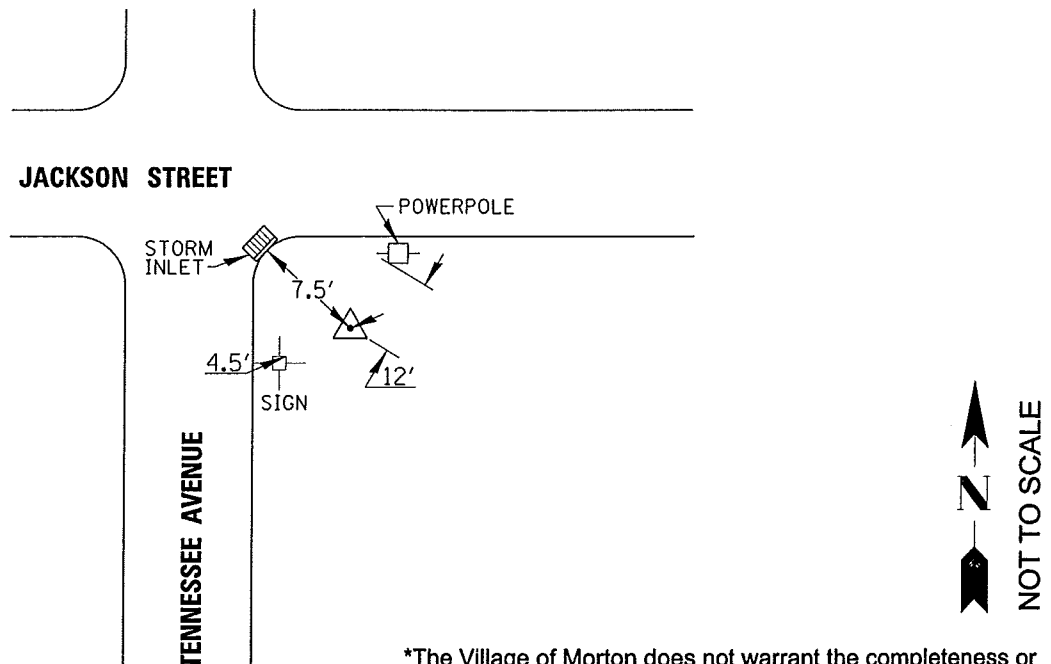 JACKSON STREET
POWERPOLE
STORM
INLET
7.5'
4.5'
12'
SIGN
TENNESSEE AVENUE
N
NOT TO SCALE
*The Village of Morton does not warrant the completeness or